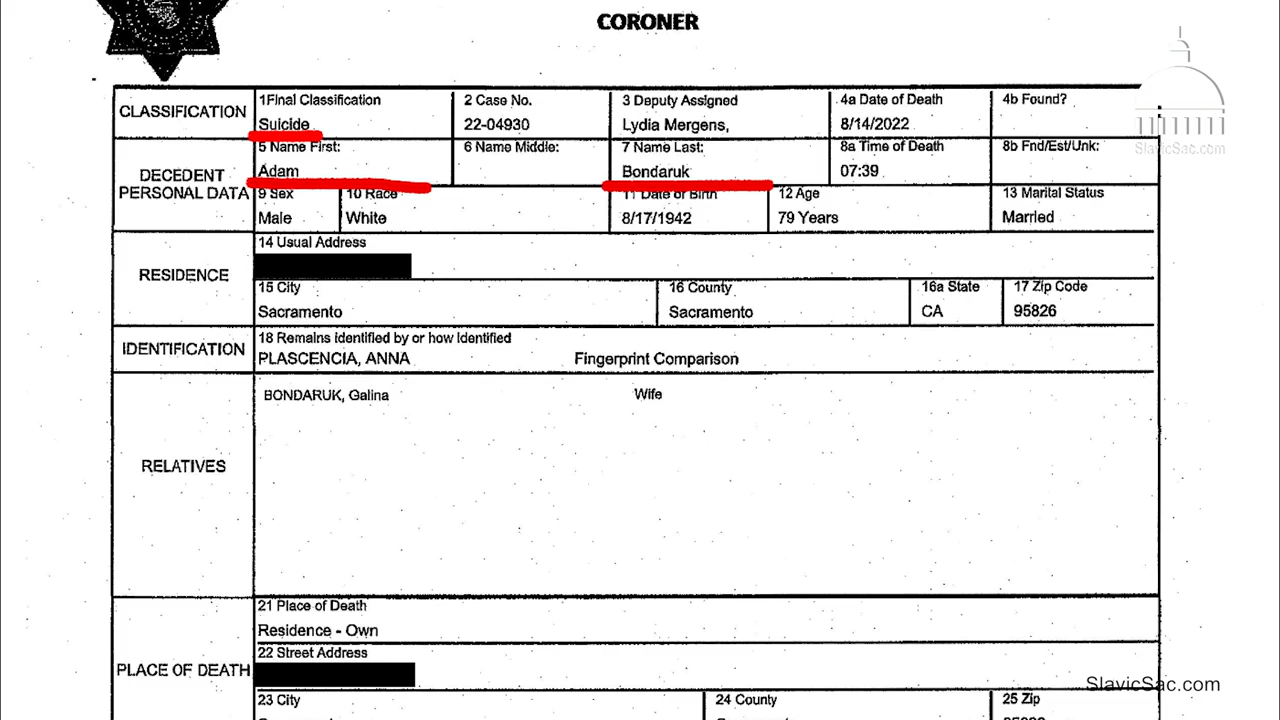 CORONER
CLASSIFICATION
1Final Classification
Suicide
2 Case No.
22-04930
3 Deputy Assigned
Lydia Mergens,
4a Date of Death
8/14/2022
4b Found?
SlavicSac.com
DECEDENT
PERSONAL DATA
5 Name First:
Adam
6 Name Middle:
7 Name Last:
Bondaruk
8a Time of Death
07:39
8b Fnd/Est/Unk:
9 Sex
Male
10 Race
White
11 Date of Birth
8/17/1942
12 Age
79 Years
13 Marital Status
Married
RESIDENCE
14 Usual Address
15 City
Sacramento
16 County
Sacramento
16a State
CA
17 Zip Code
95826
IDENTIFICATION
18 Remains identified by or how identified
PLASCENCIA, ANNA
Fingerprint Comparison
RELATIVES
BONDARUK, Galina
Wife
PLACE OF DEATH
21 Place of Death
Residence - Own
22 Street Address
23 City
24 County
25 Zip
SlavicSac.com